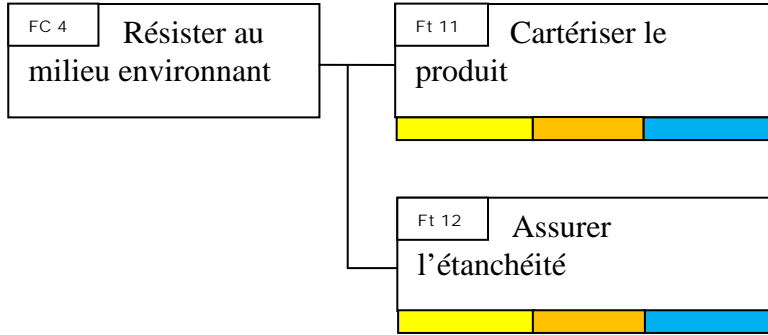 FC 4 Résister au
milieu environnant
Ft 11 Cartériser le
produit
Ft 12 Assurer
l'étanchéité